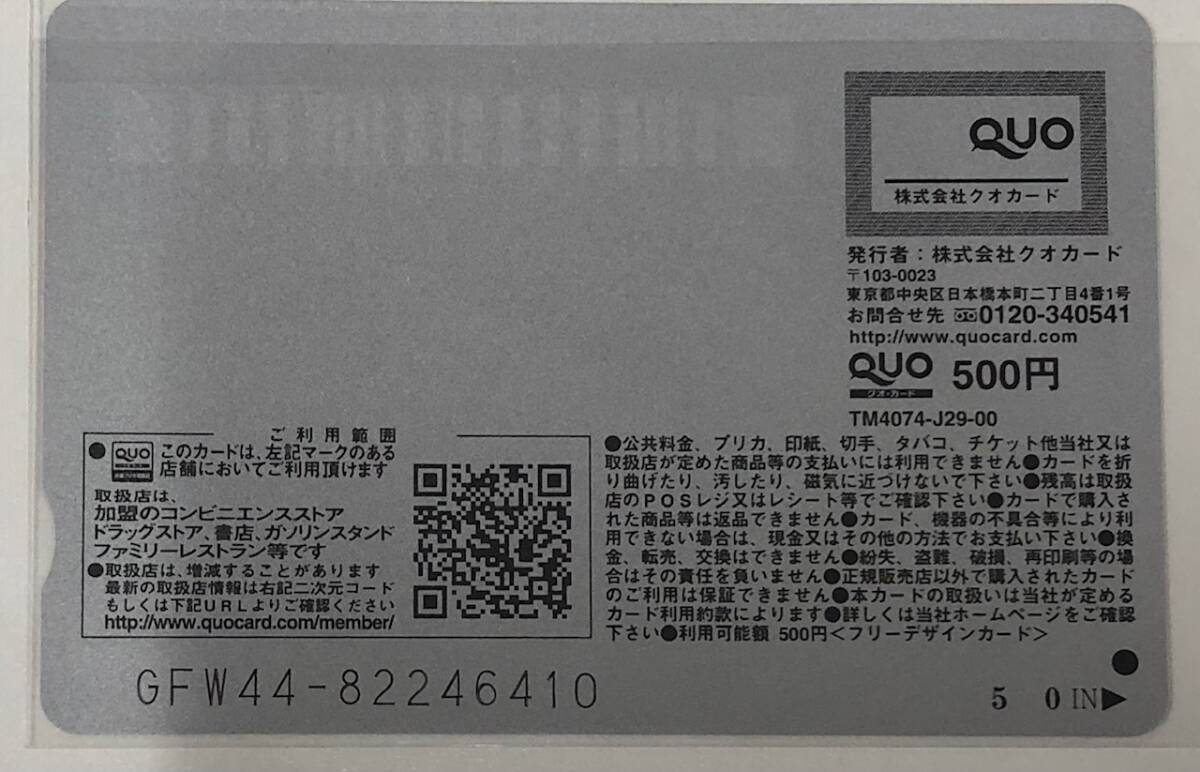 QUO
株式会社クオカード
発行者：株式会社クオカード
〒103-0023
東京都中央区日本橋本町二丁目4番1号
お問合せ先 0120-340541
http://www.quocard.com
QUO 500円
クオ・カード
TM4074-J29-00
ご利用範囲
●QUO このカードは、左記マークのある
店舗においてご利用頂けます
取扱店は、
加盟のコンビニエンスストア
ドラッグストア、書店、ガソリンスタンド
ファミリーレストラン等です
●取扱店は、増減することがあります
最新の取扱店情報は右記二次元コード
もしくは下記URLよりご確認ください
http://www.quocard.com/member/
●公共料金、プリカ、印紙、切手、タバコ、チケット他当社又は
取扱店が定めた商品等の支払いには利用できません●カードを折
り曲げたり、汚したり、磁気に近づけないで下さい●残高は取扱
店のPOSレジ又はレシート等でご確認下さい●カードで購入さ
れた商品等は返品できません●カード、機器の不具合等により利
用できない場合は、現金又はその他の方法でお支払い下さい●換
金、転売、交換はできません●紛失、盗難、破損、再印刷等の場
合はその責任を負いません●正規販売店以外で購入されたカード
のご利用は保証できません●本カードの取扱いは当社が定める
カード利用約款によります●詳しくは当社ホームページをご確認
下さい●利用可能額 500円＜フリーデザインカード＞
GFW44-82246410
5 0 IN▶